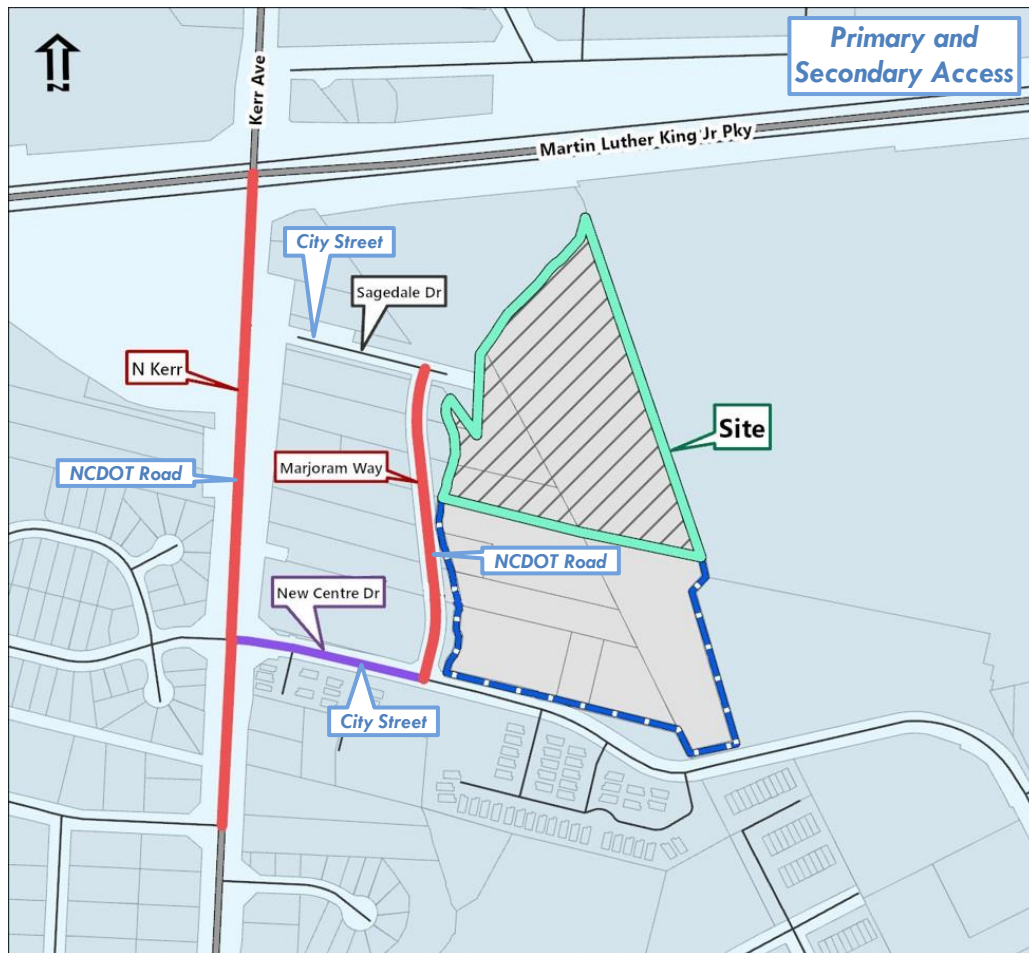 Primary and
Secondary Access
N
Kerr Ave
Martin Luther King Jr Pky
City Street
Sagedale Dr
N Kerr
Site
NCDOT Road
Marjoram Way
NCDOT Road
New Centre Dr
City Street